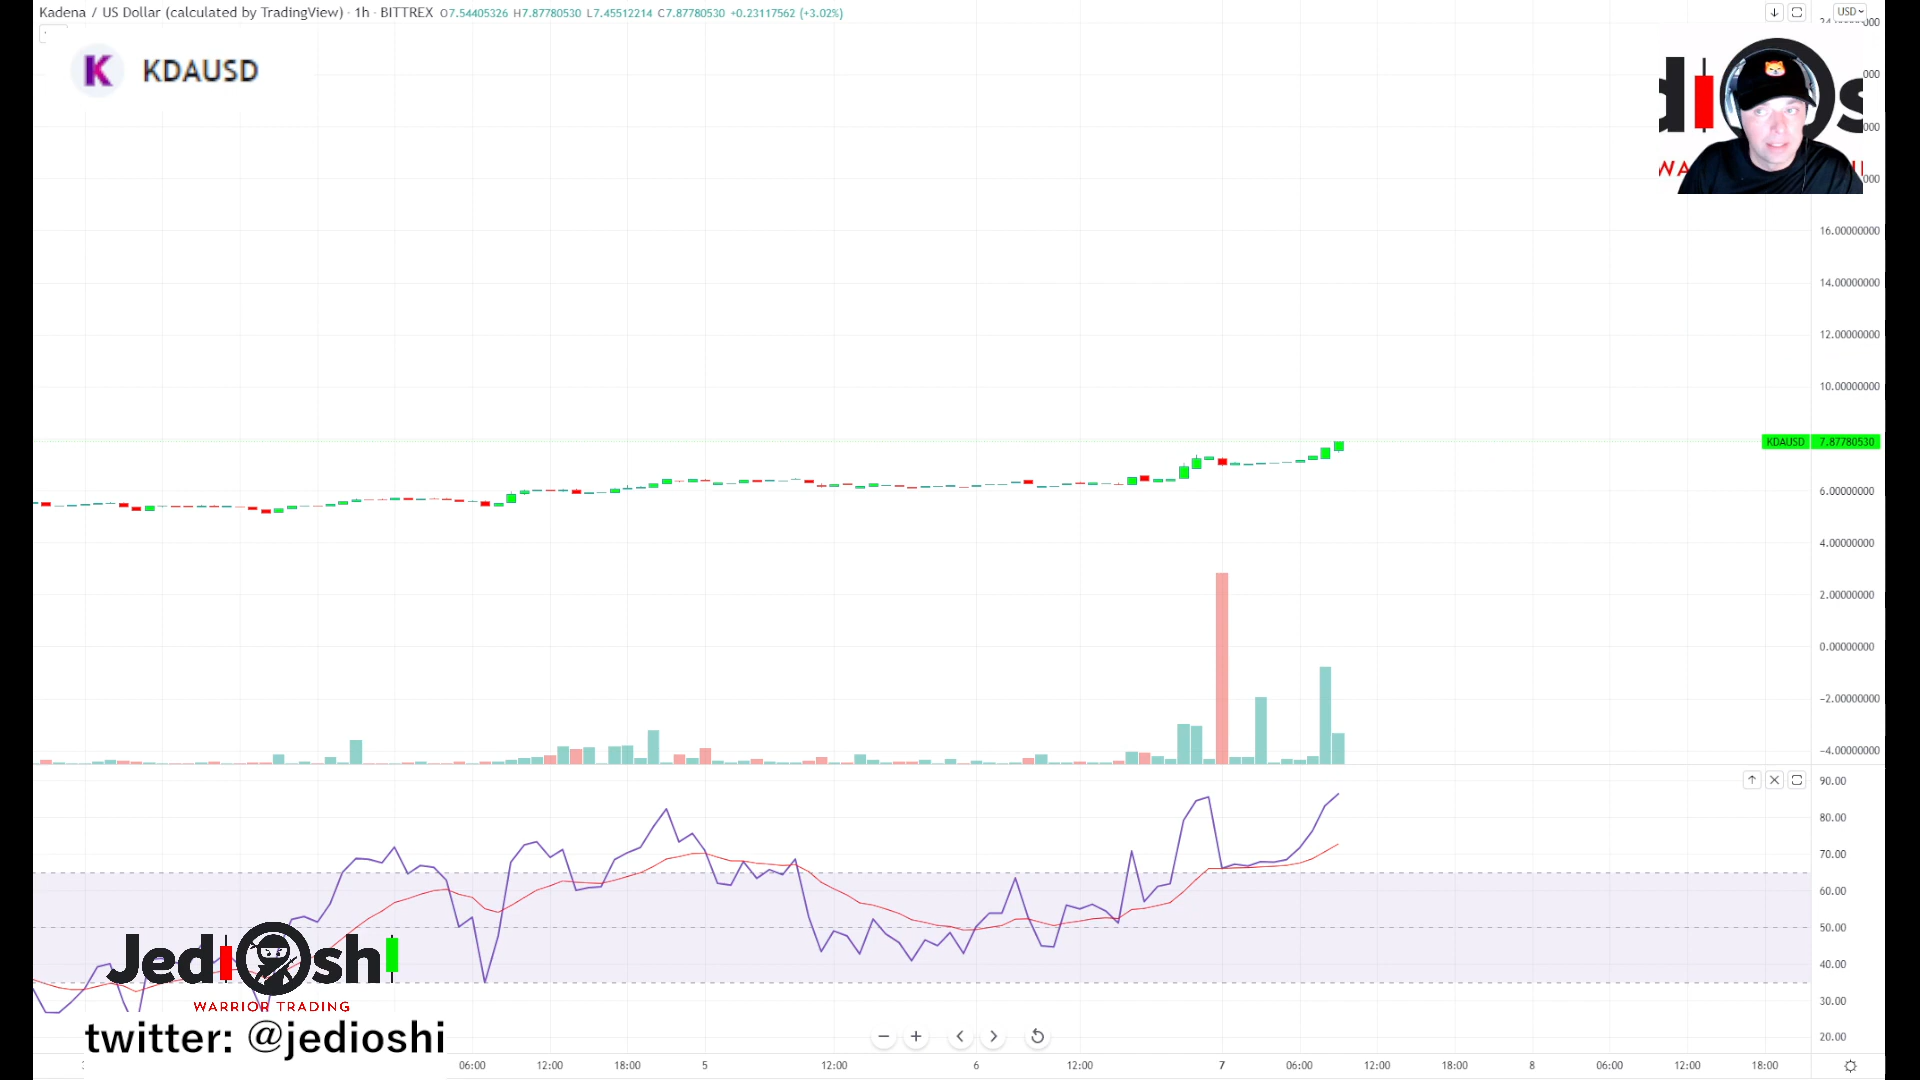 Kadena / US Dollar (calculated by TradingView) · 1h · BITTREX O7.54405326 H7.87780530 L7.45512214 C7.87780530 +0.23117562 (+3.02%)
USD
KDAUSD
WA
16.00000000
14.00000000
12.00000000
10.00000000
KDAUSD 7.87780530
6.00000000
4.00000000
2.00000000
0.00000000
−2.00000000
−4.00000000
90.00
80.00
70.00
60.00
50.00
40.00
30.00
20.00
JediOshi
WARRIOR TRADING
twitter: @jedioshi
06:00 12:00 18:00 5 12:00 6 12:00 7 06:00 12:00 18:00 8 06:00 12:00 18:00